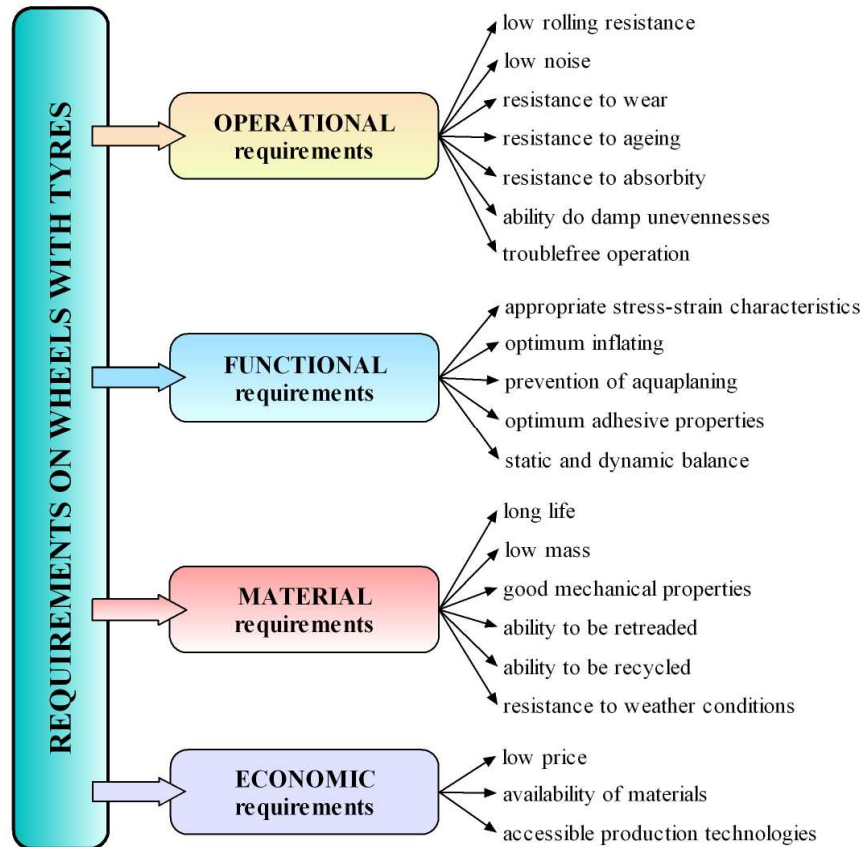 REQUIREMENTS ON WHEELS WITH TYRES
OPERATIONAL
requirements
low rolling resistance
low noise
resistance to wear
resistance to ageing
resistance to absorbity
ability do damp unevennesses
troublefree operation
FUNCTIONAL
requirements
appropriate stress-strain characteristics
optimum inflating
prevention of aquaplaning
optimum adhesive properties
static and dynamic balance
MATERIAL
requirements
long life
low mass
good mechanical properties
ability to be retreaded
ability to be recycled
resistance to weather conditions
ECONOMIC
requirements
low price
availability of materials
accessible production technologies